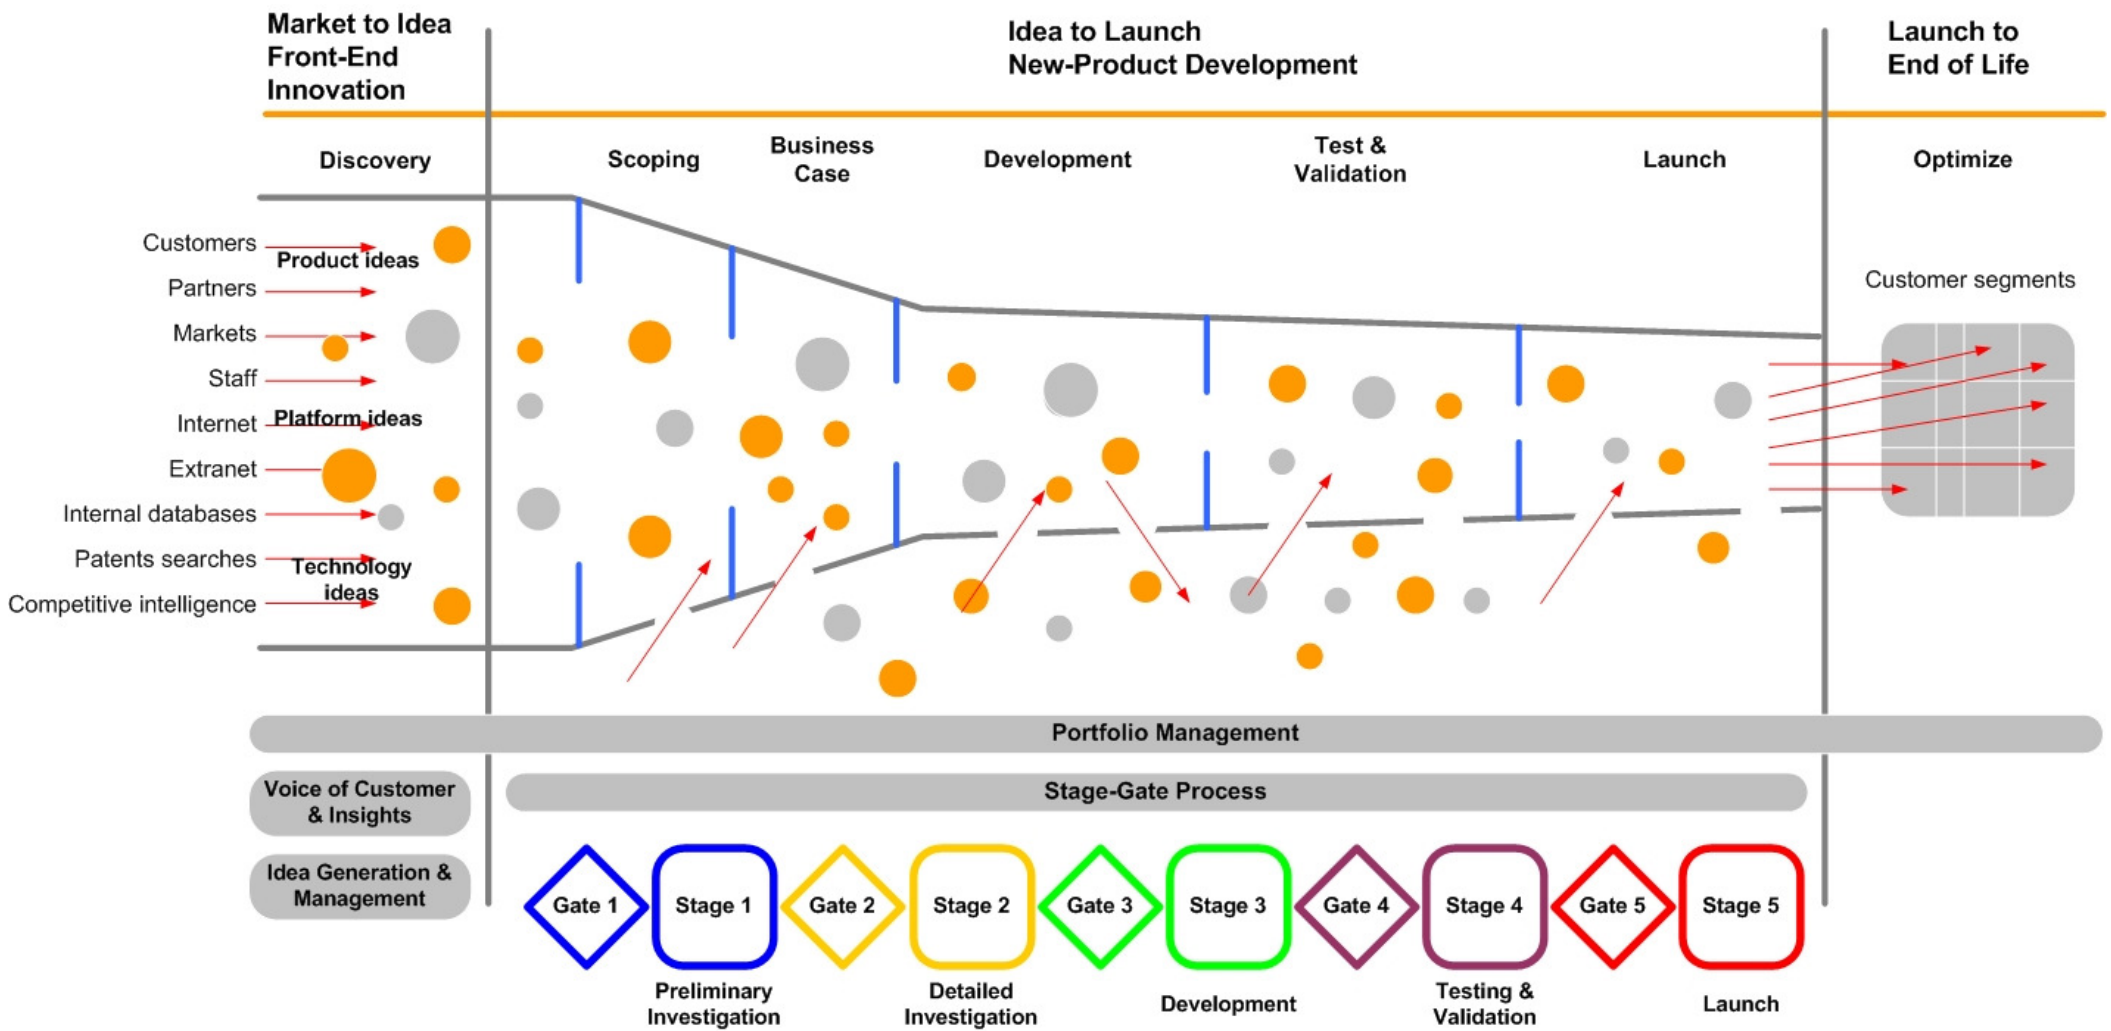 Market to Idea
Front-End
Innovation
Idea to Launch
New-Product Development
Launch to
End of Life
Discovery
Scoping
Business
Case
Development
Test &
Validation
Launch
Optimize
Customers
Product ideas
Partners
Markets
Staff
Internet
Platform ideas
Extranet
Internal databases
Patents searches
Technology
ideas
Competitive intelligence
Customer segments
Portfolio Management
Voice of Customer
& Insights
Stage-Gate Process
Idea Generation &
Management
Gate 1
Stage 1
Gate 2
Stage 2
Gate 3
Stage 3
Gate 4
Stage 4
Gate 5
Stage 5
Preliminary
Investigation
Detailed
Investigation
Development
Testing &
Validation
Launch